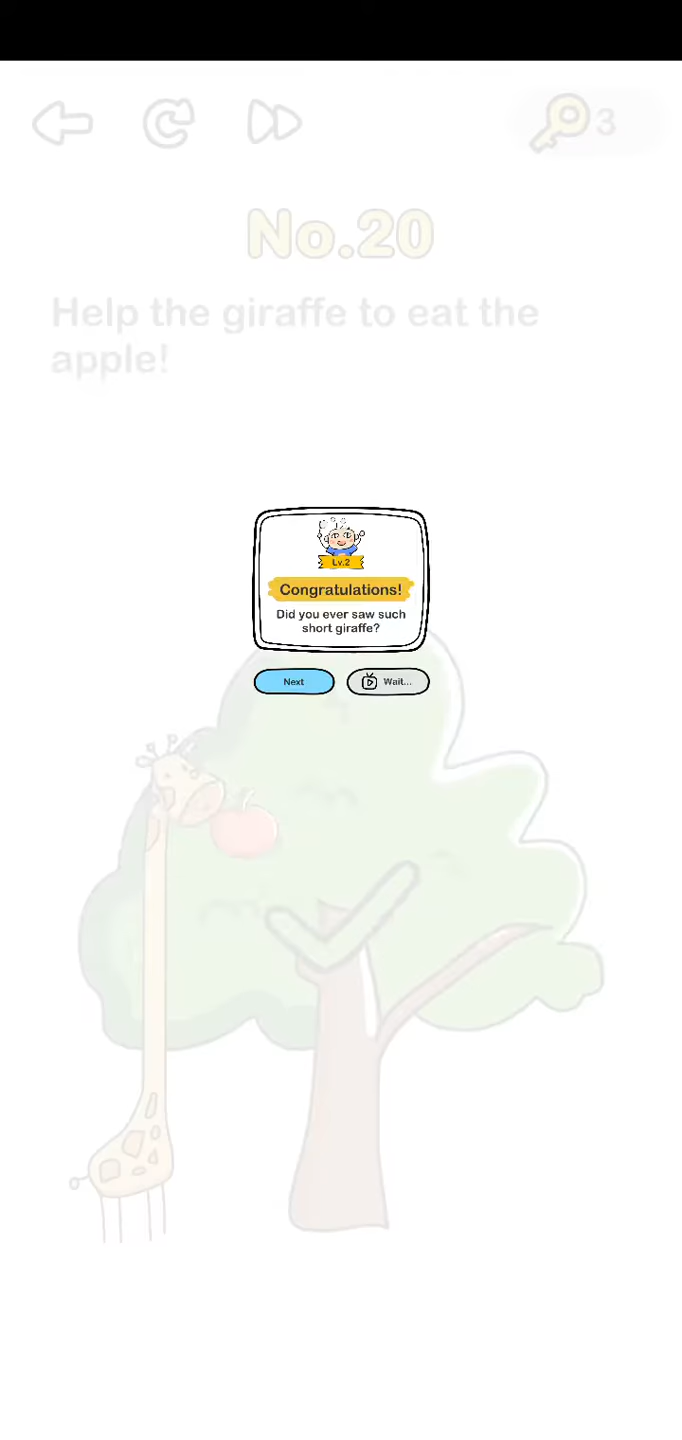 3
No.20
Help the giraffe to eat the
apple!
Lv.2
Congratulations!
Did you ever saw such
short giraffe?
Next
Wait...